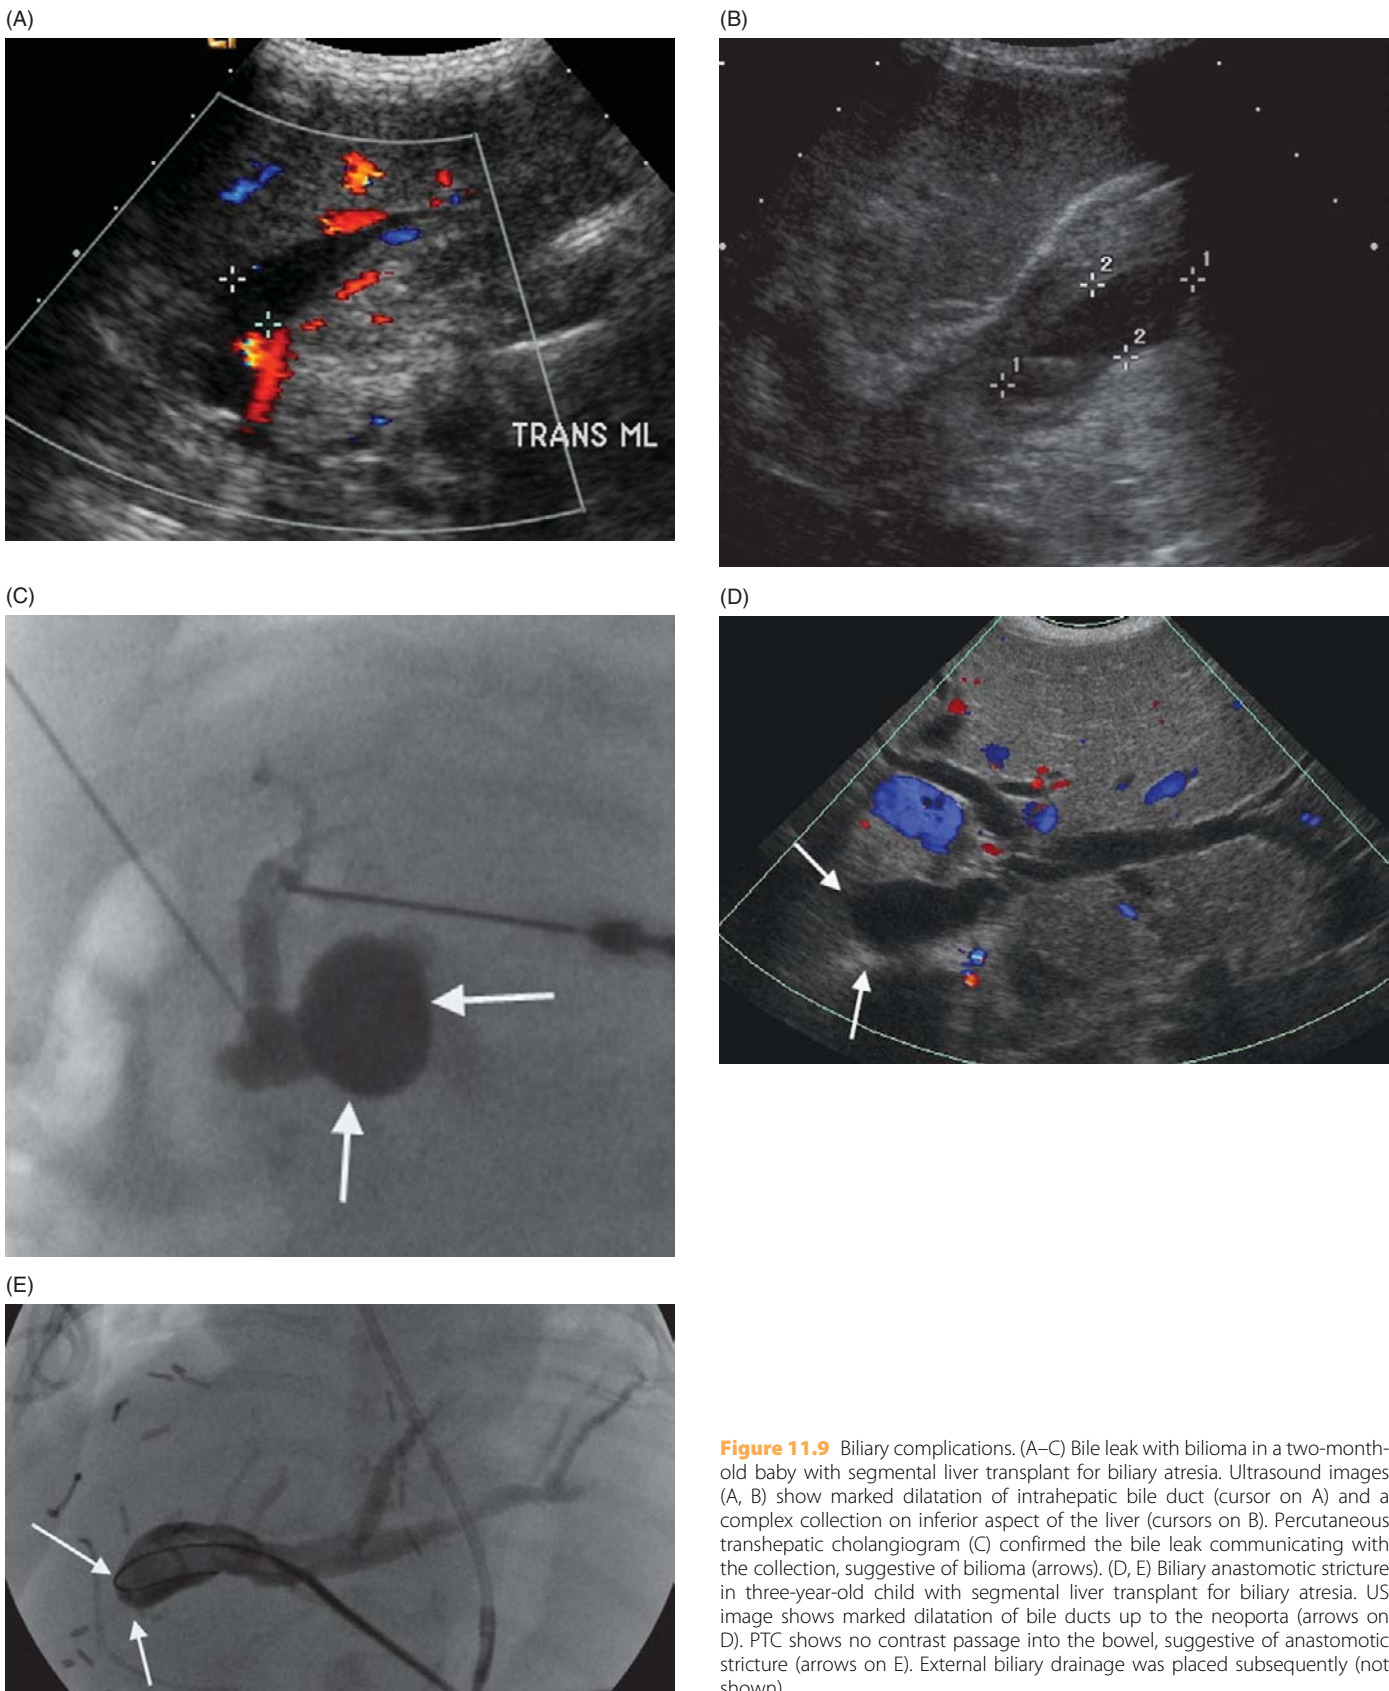 (A)
(B)
TRANS ML
2
1
2
1
(C)
(D)
(E)
Figure 11.9 Biliary complications. (A–C) Bile leak with bilioma in a two-month-
old baby with segmental liver transplant for biliary atresia. Ultrasound images
(A, B) show marked dilatation of intrahepatic bile duct (cursor on A) and a
complex collection on inferior aspect of the liver (cursors on B). Percutaneous
transhepatic cholangiogram (C) confirmed the bile leak communicating with
the collection, suggestive of bilioma (arrows). (D, E) Biliary anastomotic stricture
in three-year-old child with segmental liver transplant for biliary atresia. US
image shows marked dilatation of bile ducts up to the neoporta (arrows on
D). PTC shows no contrast passage into the bowel, suggestive of anastomotic
stricture (arrows on E). External biliary drainage was placed subsequently (not
shown)